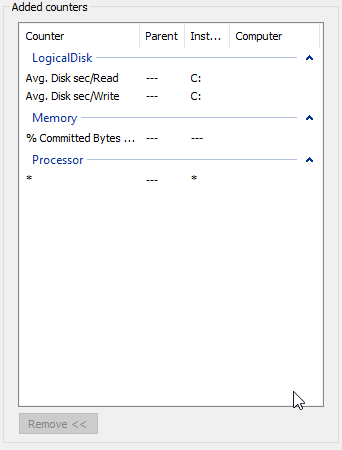 Added counters
Counter Parent Inst... Computer
LogicalDisk
Avg. Disk sec/Read --- C:
Avg. Disk sec/Write --- C:
Memory
% Committed Bytes ... --- ---
Processor
* --- *
Remove <<